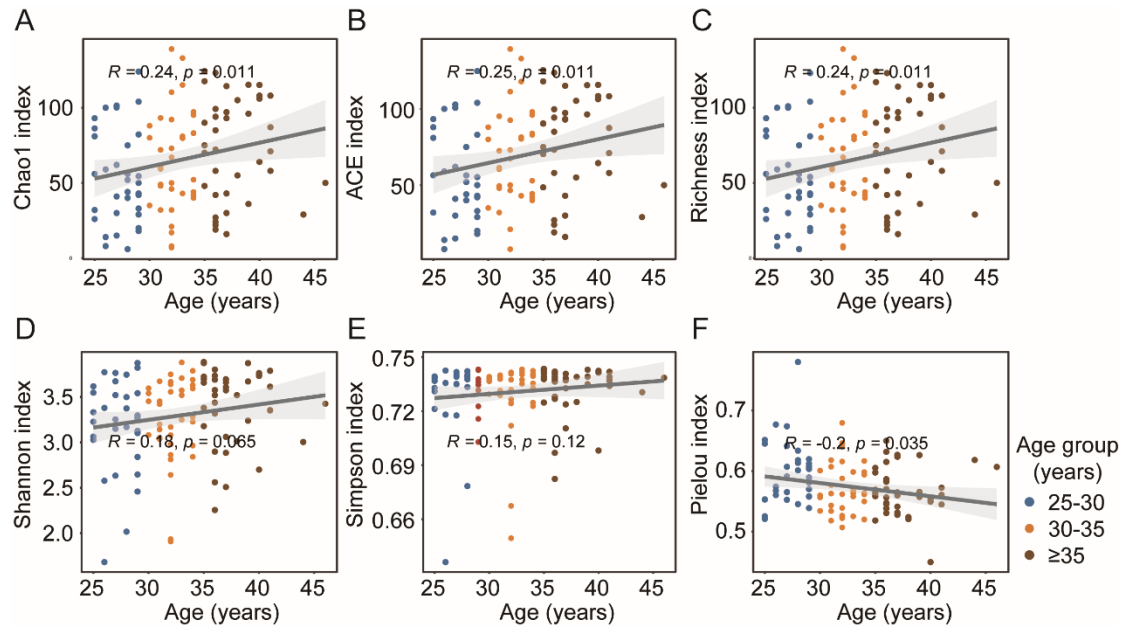 A
B
C
R = 0.24, p = 0.011
R = 0.25, p = 0.011
R = 0.24, p = 0.011
Chao1 index
ACE index
Richness index
100
50
0
100
50
100
50
0
25 30 35 40 45
25 30 35 40 45
25 30 35 40 45
Age (years)
Age (years)
Age (years)
D
E
F
R = 0.18, p = 0.065
R = 0.15, p = 0.12
R = -0.2, p = 0.035
Shannon index
Simpson index
Pielou index
3.5
3.0
2.5
2.0
0.75
0.72
0.69
0.66
0.7
0.6
0.5
25 30 35 40 45
25 30 35 40 45
25 30 35 40 45
Age (years)
Age (years)
Age (years)
Age group
(years)
25-30
30-35
≥35